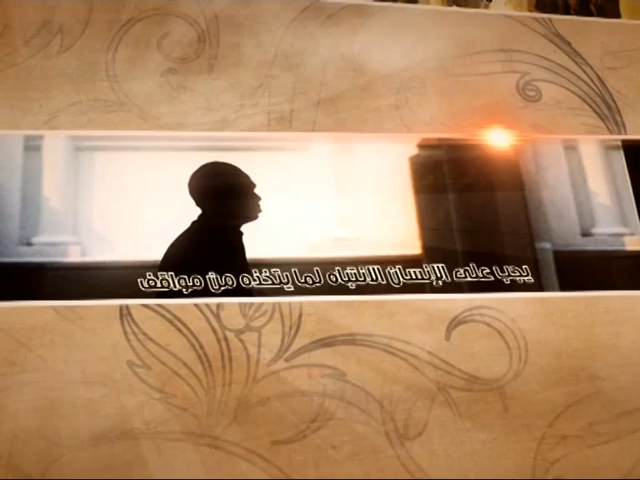 يجب على الإنسان الانتباه لما يتخذه من مواقف